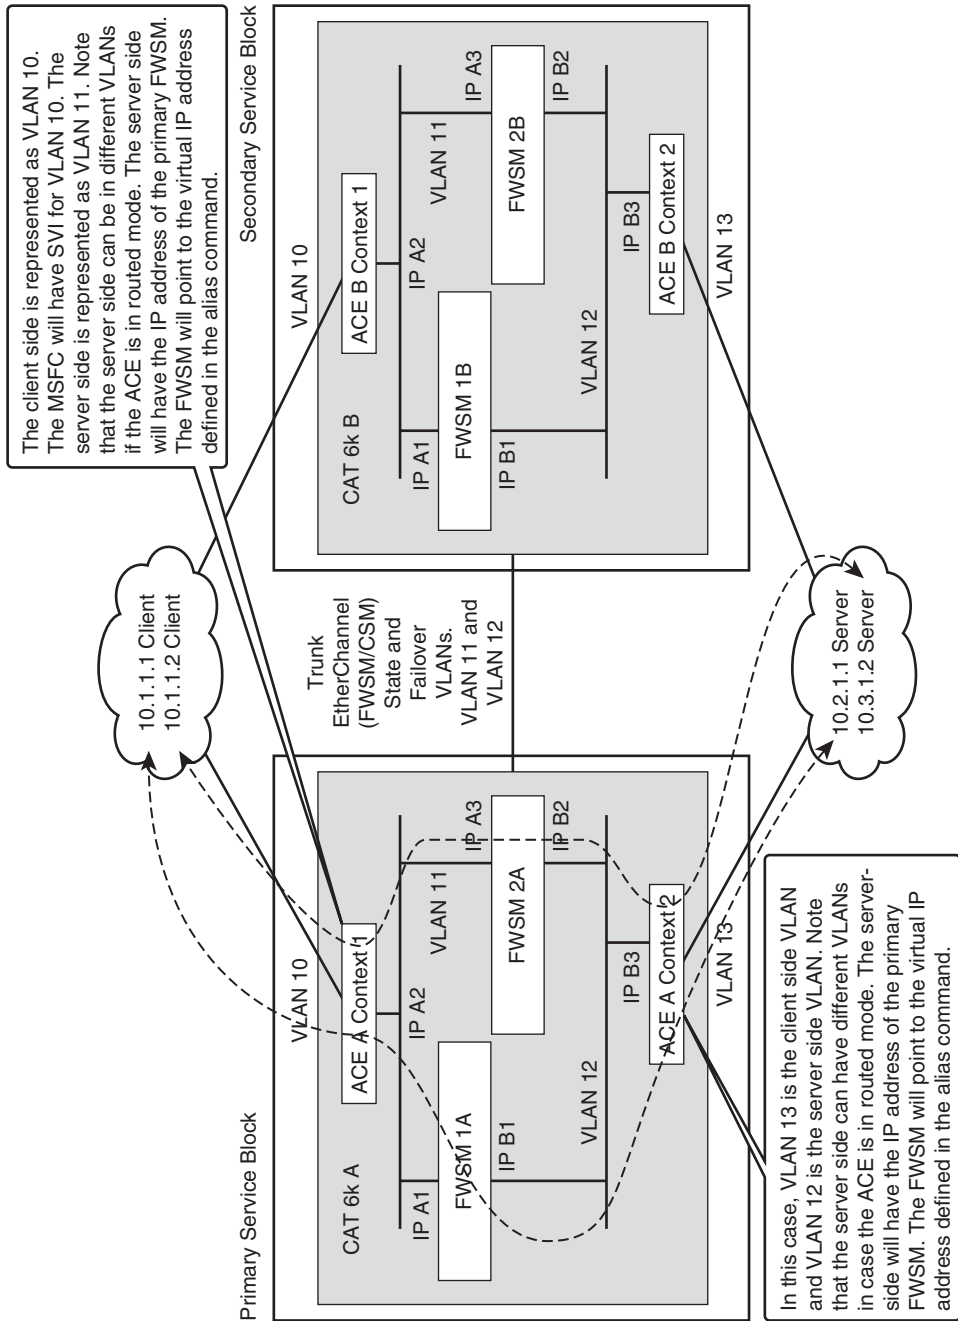 The client side is represented as VLAN 10.
The MSFC will have SVI for VLAN 10. The
server side is represented as VLAN 11. Note
that the server side can be in different VLANs
if the ACE is in routed mode. The server side
will have the IP address of the primary FWSM.
The FWSM will point to the virtual IP address
defined in the alias command.
10.1.1.1 Client
10.1.1.2 Client
Primary Service Block
VLAN 10
CAT 6k A
ACE A Context 1
IP A1
IP A2
VLAN 11
IP A3
FWSM 1A
FWSM 2A
IP B1
IP B2
VLAN 12
IP B3
ACE A Context 2
VLAN 13
Trunk
EtherChannel
(FWSM/CSM)
State and
Failover
VLANs.
VLAN 11 and
VLAN 12
Secondary Service Block
VLAN 10
CAT 6k B
ACE B Context 1
IP A1
IP A2
VLAN 11
IP A3
FWSM 1B
FWSM 2B
IP B1
IP B2
VLAN 12
IP B3
ACE B Context 2
VLAN 13
10.2.1.1 Server
10.3.1.2 Server
In this case, VLAN 13 is the client side VLAN
and VLAN 12 is the server side VLAN. Note
that the server side can have different VLANs
in case the ACE is in routed mode. The server-
side will have the IP address of the primary
FWSM. The FWSM will point to the virtual IP
address defined in the alias command.